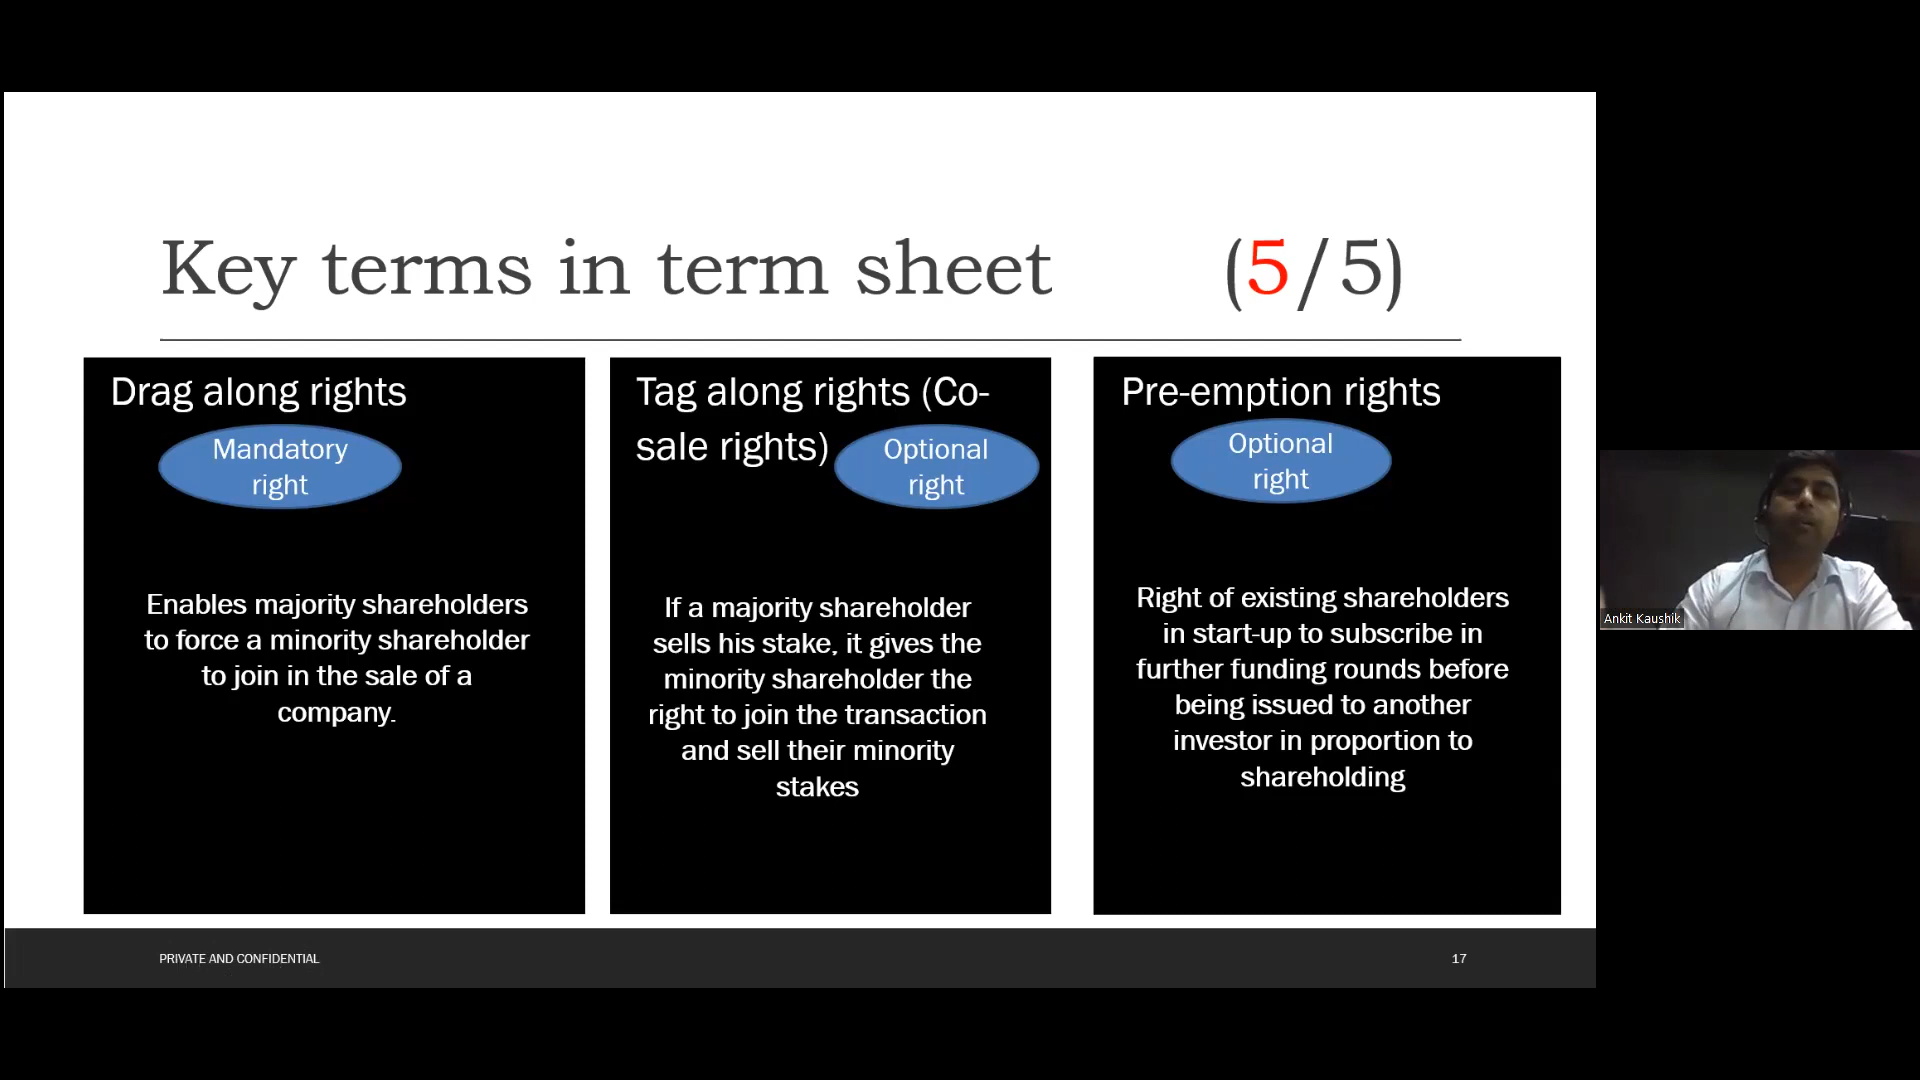 Key terms in term sheet (5/5)
Drag along rights
Mandatory
right
Enables majority shareholders
to force a minority shareholder
to join in the sale of a
company.
Tag along rights (Co-
sale rights)
Optional
right
If a majority shareholder
sells his stake, it gives the
minority shareholder the
right to join the transaction
and sell their minority
stakes
Pre-emption rights
Optional
right
Right of existing shareholders
in start-up to subscribe in
further funding rounds before
being issued to another
investor in proportion to
shareholding
Ankit Kaushik
PRIVATE AND CONFIDENTIAL
17